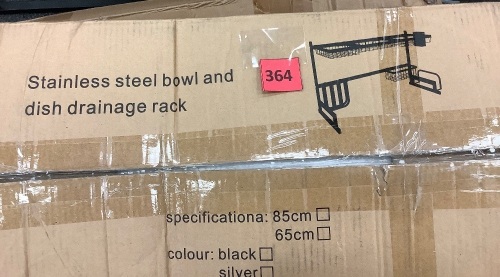 Stainless steel bowl and
dish drainage rack
364
specificationa: 85cm
65cm
colour: black
silver